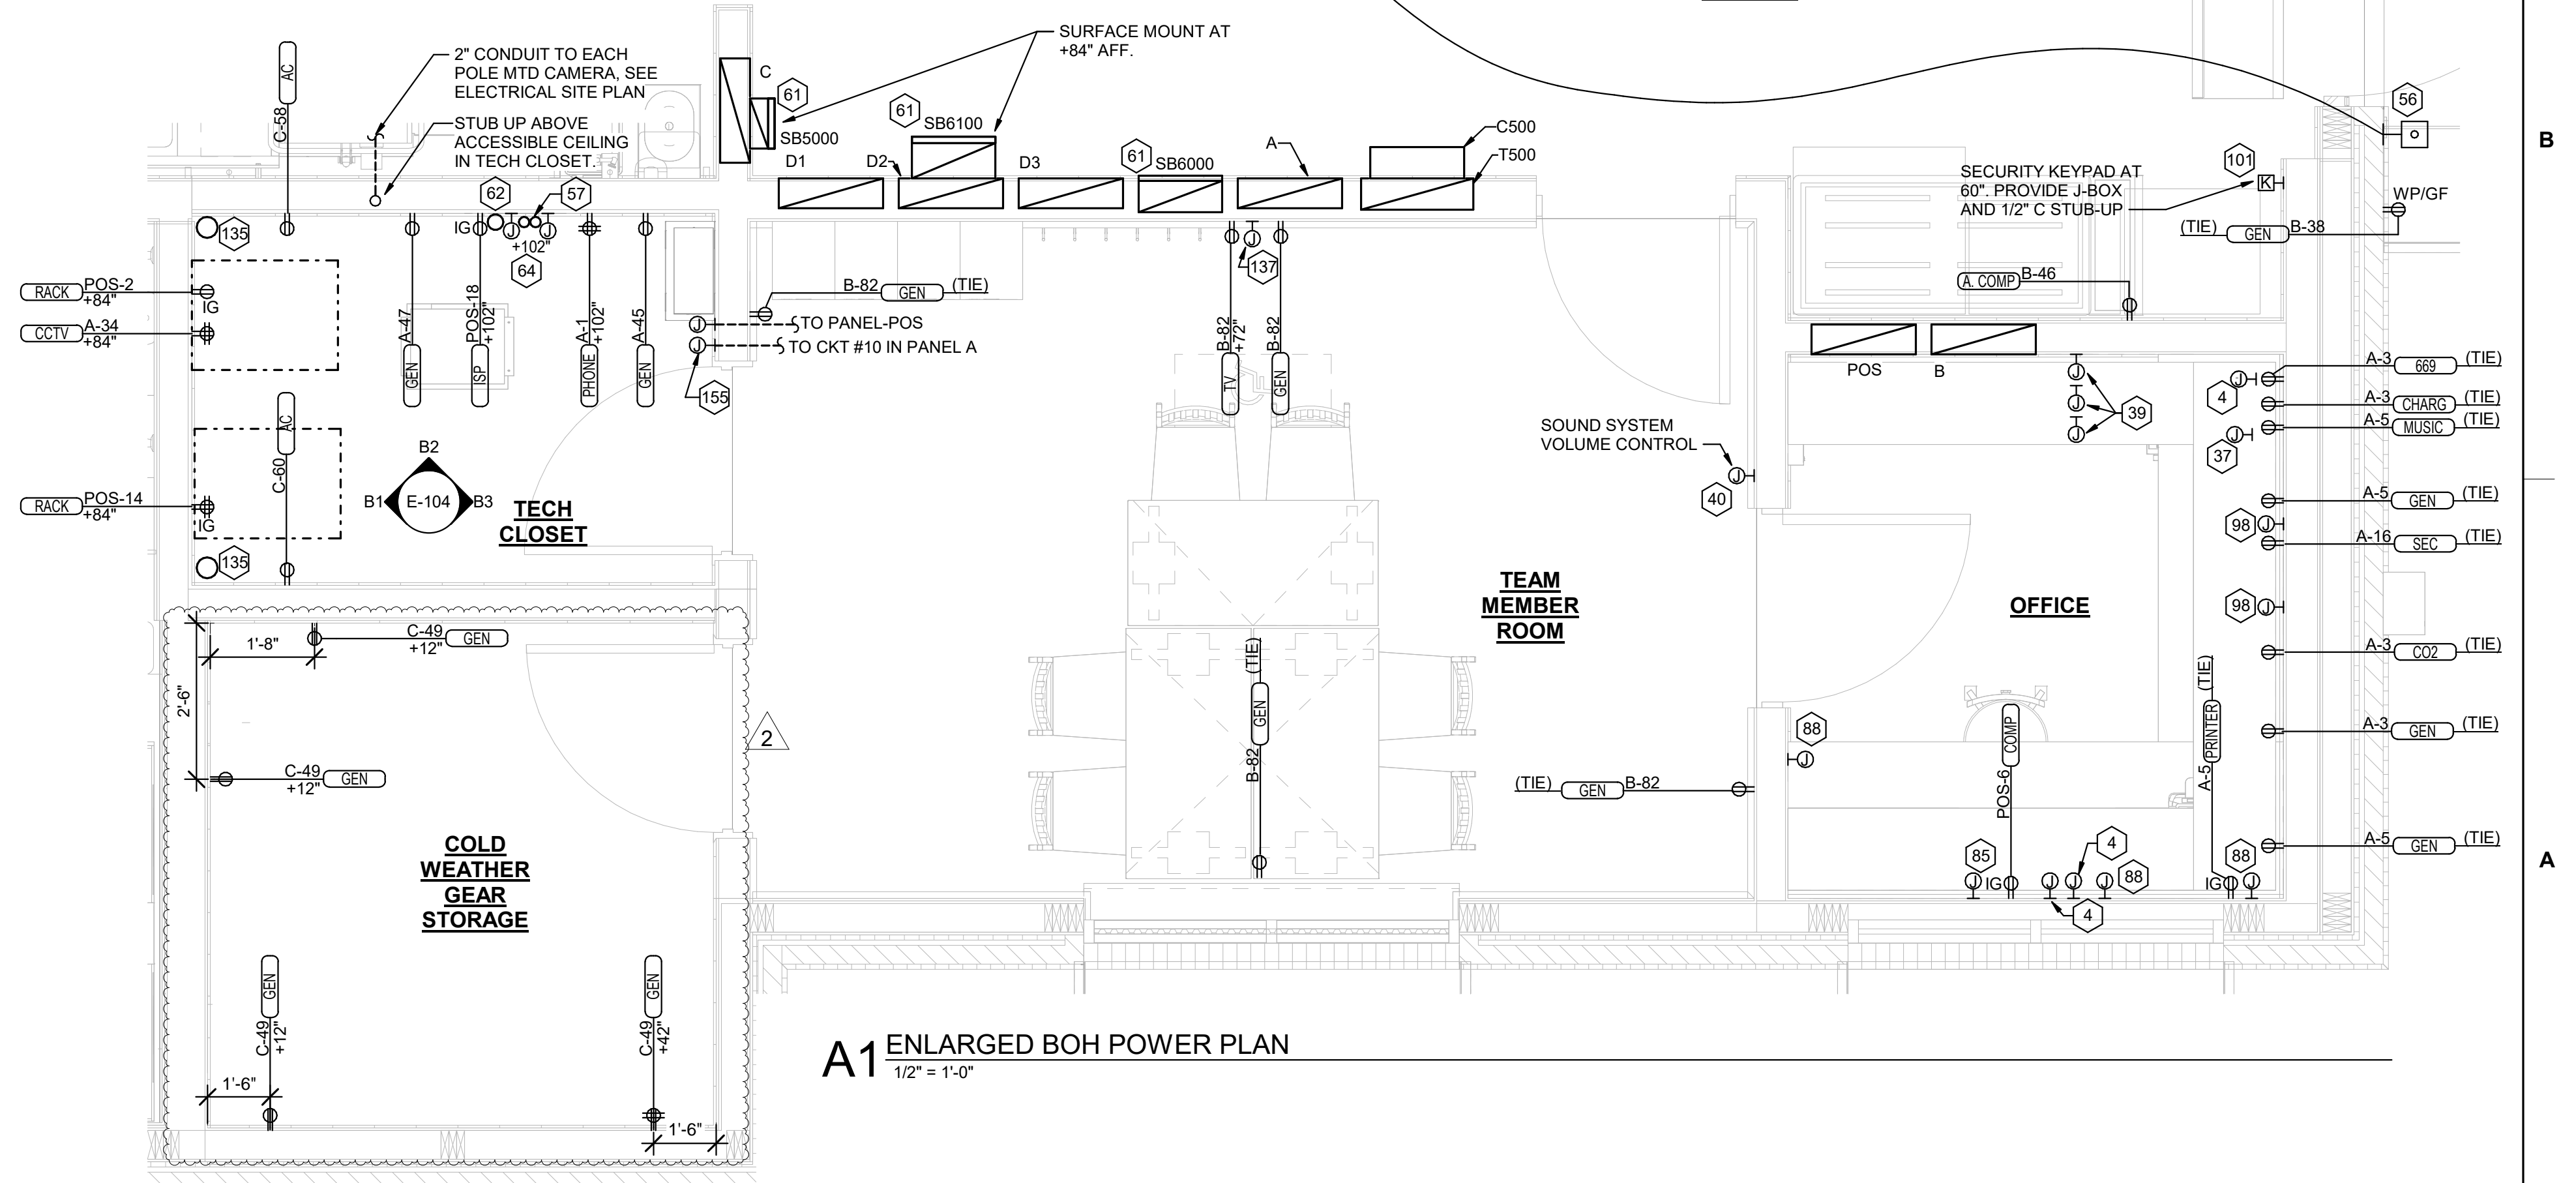 2" CONDUIT TO EACH
POLE MTD CAMERA, SEE
ELECTRICAL SITE PLAN
STUB UP ABOVE
ACCESSIBLE CEILING
IN TECH CLOSET.
AC
C-58
SURFACE MOUNT AT
+84" AFF.
C
61
SB5000
61
SB6100
D1
D2
D3
61
SB6000
A
C500
T500
56
B
101
SECURITY KEYPAD AT
60". PROVIDE J-BOX
AND 1/2" C STUB-UP
K
WP/GF
(TIE) GEN B-38
A. COMP B-46
135
62
57
IG
J
J
+102"
64
RACK POS-2
+84"
IG
CCTV A-34
+84"
A-47
GEN
POS-18
+102"
ISP
A-1
+102"
PHONE
A-45
GEN
B-82 GEN (TIE)
J TO PANEL-POS
J TO CKT #10 IN PANEL A
155
J
137
B-82
+72"
TV
B-82
GEN
POS
B
J
J
J
39
J
4
A-3 669 (TIE)
A-3 CHARG (TIE)
A-5 MUSIC (TIE)
J
37
SOUND SYSTEM
VOLUME CONTROL
J
40
AC
C-60
RACK POS-14
+84"
IG
B2
B1 E-104 B3
TECH
CLOSET
135
A-5 GEN (TIE)
98 J
A-16 SEC (TIE)
TEAM
MEMBER
ROOM
OFFICE
98 J
A-3 CO2 (TIE)
1'-8"
C-49 GEN
+12"
2'-6"
C-49 GEN
+12"
2
(TIE)
GEN
B-82
(TIE) GEN B-82
88
J
COMP
POS-6
(TIE)
PRINTER
A-5
A-3 GEN (TIE)
A-5 GEN (TIE)
A
COLD
WEATHER
GEAR
STORAGE
85
J
IG
J
J
J
4
88
4
88
IG
J
GEN
C-49
+12"
GEN
C-49
+42"
1'-6"
1'-6"
A1 ENLARGED BOH POWER PLAN
1/2" = 1'-0"